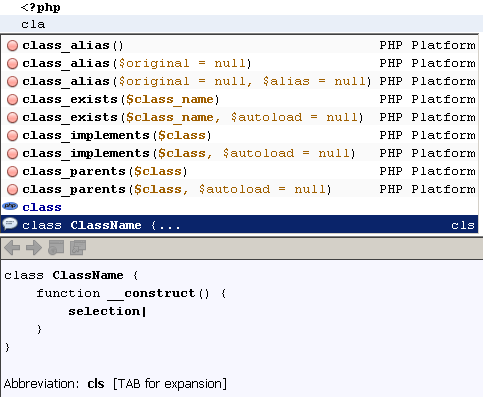 <?php
cla
class_alias() PHP Platform
class_alias($original = null) PHP Platform
class_alias($original = null, $alias = null) PHP Platform
class_exists($class_name) PHP Platform
class_exists($class_name, $autoload = null) PHP Platform
class_implements($class) PHP Platform
class_implements($class, $autoload = null) PHP Platform
class_parents($class) PHP Platform
class_parents($class, $autoload = null) PHP Platform
php class
class ClassName {... cls
class ClassName {
function __construct() {
selection|
}
}
Abbreviation: cls [TAB for expansion]